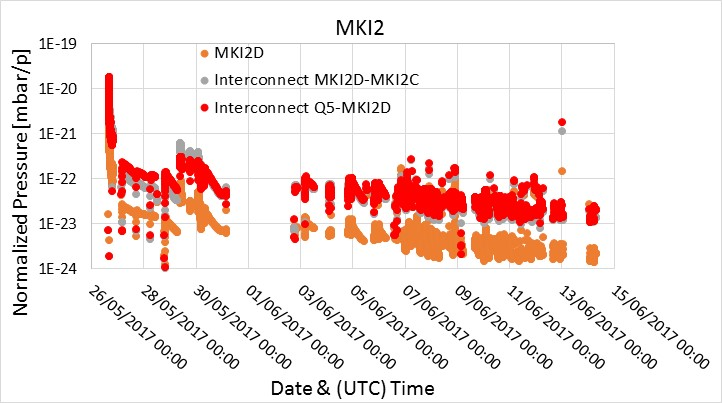 MKI2
Normalized Pressure [mbar/p]
1E-19
1E-20
1E-21
1E-22
1E-23
1E-24
MKI2D
Interconnect MKI2D-MKI2C
Interconnect Q5-MKI2D
26/05/2017 00:00
28/05/2017 00:00
30/05/2017 00:00
01/06/2017 00:00
03/06/2017 00:00
05/06/2017 00:00
07/06/2017 00:00
09/06/2017 00:00
11/06/2017 00:00
13/06/2017 00:00
15/06/2017 00:00
Date & (UTC) Time